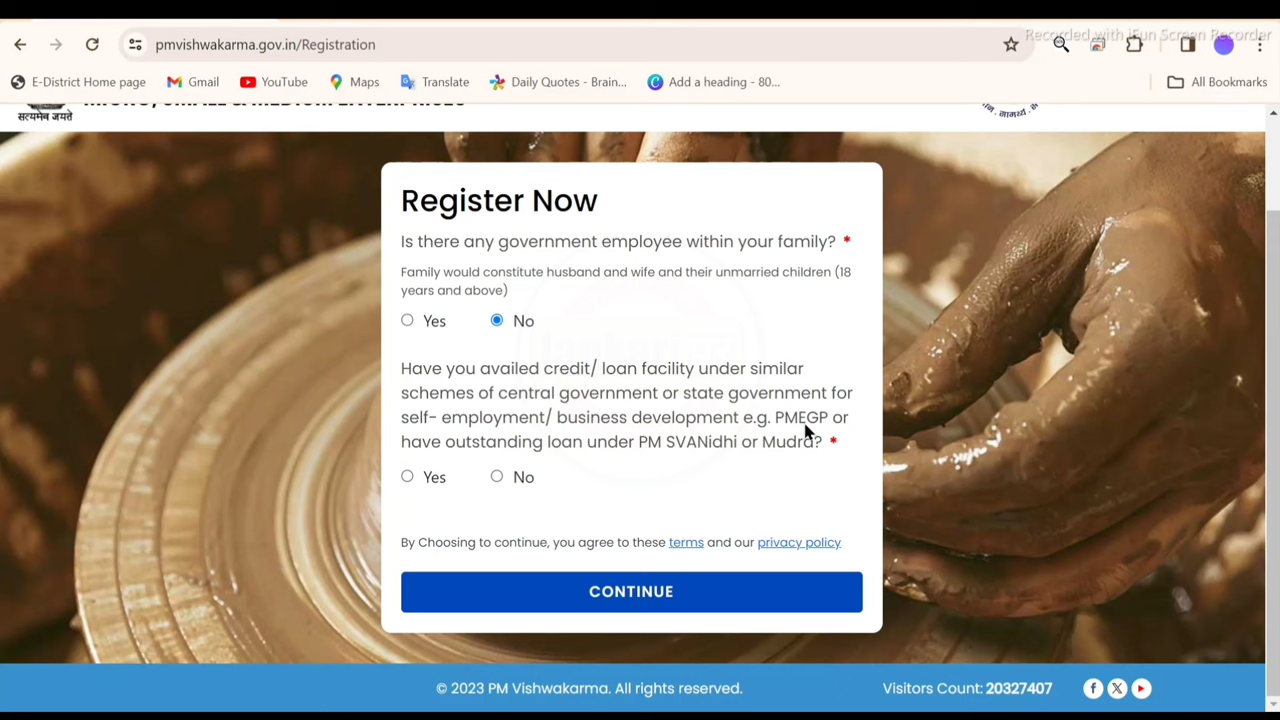 Recorded with iFun Screen Recorder
pmvishwakarma.gov.in/Registration
E-District Home page
Gmail
YouTube
Maps
Translate
Daily Quotes - Brain...
Add a heading - 80...
All Bookmarks
MICRO, SMALL & MEDIUM ENTERPRISES
सत्यमेव जयते
Register Now
Is there any government employee within your family? *
Family would constitute husband and wife and their unmarried children (18
years and above)
Yes No
Have you availed credit/ loan facility under similar
schemes of central government or state government for
self- employment/ business development e.g. PMEGP or
have outstanding loan under PM SVANidhi or Mudra? *
Yes No
By Choosing to continue, you agree to these terms and our privacy policy
CONTINUE
© 2023 PM Vishwakarma. All rights reserved.
Visitors Count: 20327407